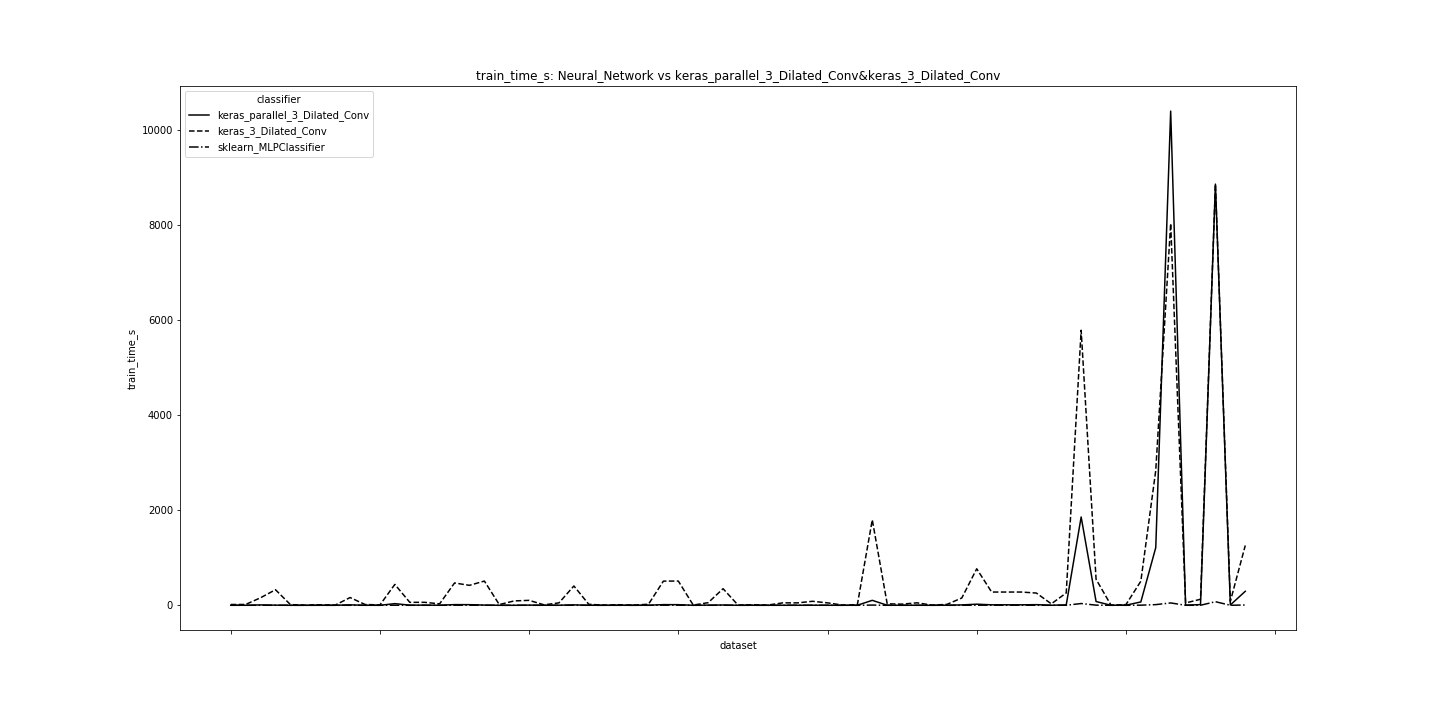 train_time_s: Neural_Network vs keras_parallel_3_Dilated_Conv&keras_3_Dilated_Conv
classifier
keras_parallel_3_Dilated_Conv
keras_3_Dilated_Conv
sklearn_MLPClassifier
10000
8000
6000
4000
2000
0
train_time_s
dataset